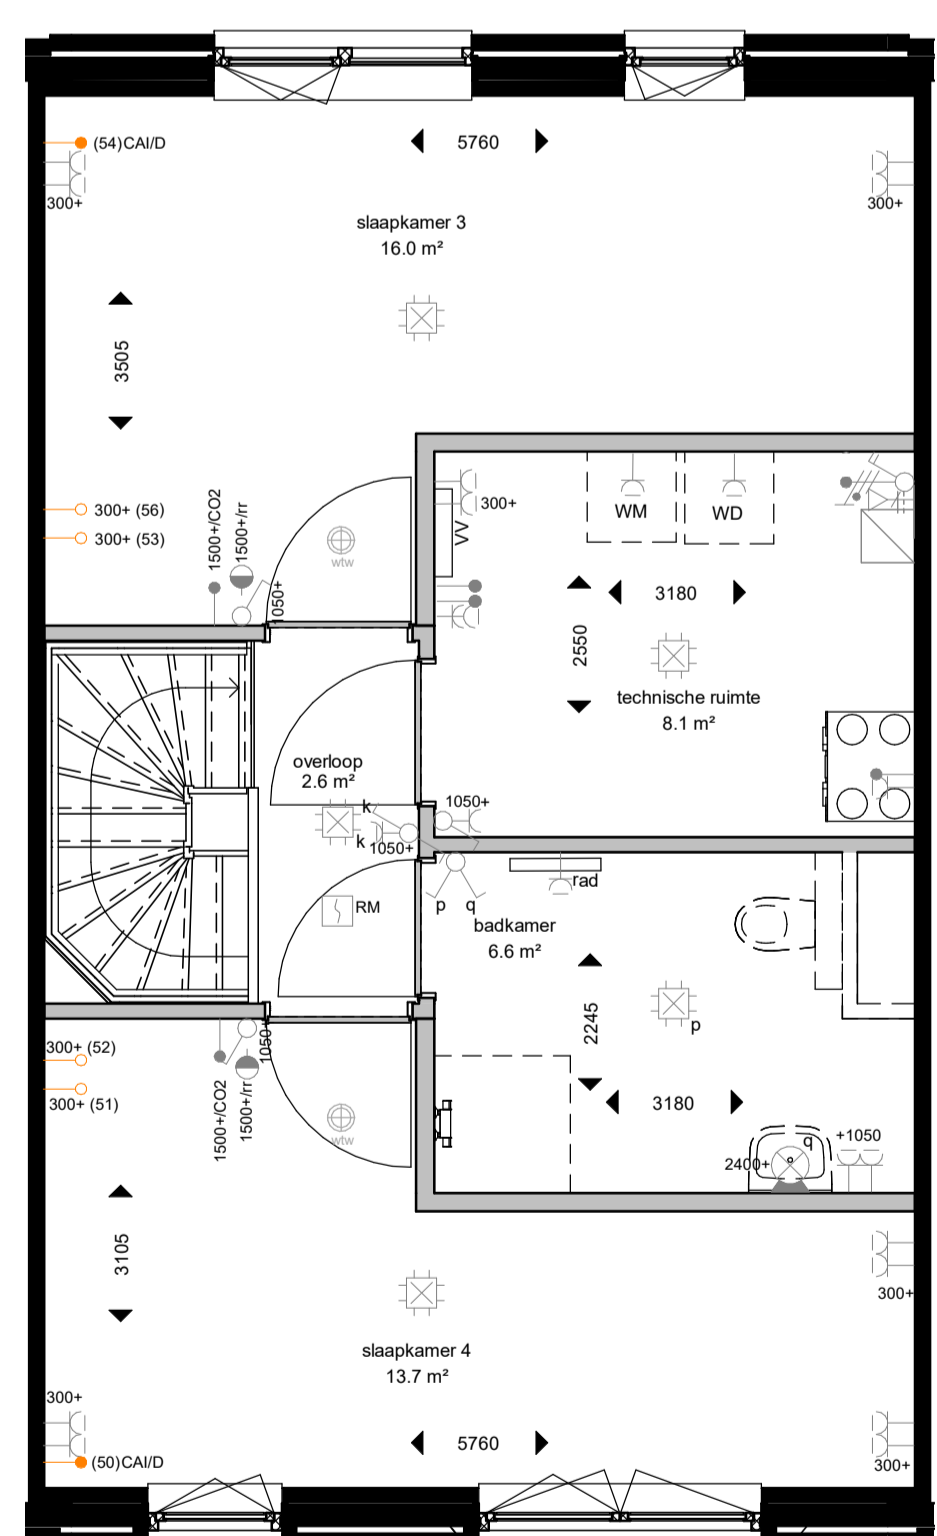 (54)CAI/D
5760
300+
300+
slaapkamer 3
16.0 m²
3505
300+ (56)
300+ (53)
1500+/CO2
1500+/rr
1050+
wtw
VV
300+
WM
WD
3180
2550
technische ruimte
8.1 m²
overloop
2.6 m²
k
k
1050+
1050+
RM
p
q
rad
badkamer
6.6 m²
2245
p
3180
300+ (52)
300+ (51)
1500+/CO2
1500+/rr
1050+
wtw
q
+1050
2400+
3105
300+
slaapkamer 4
13.7 m²
300+
(50)CAI/D
5760
300+